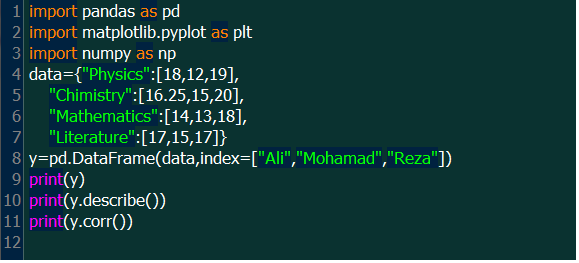 1 import pandas as pd
2 import matplotlib.pyplot as plt
3 import numpy as np
4 data={"Physics":[18,12,19],
5     "Chimistry":[16.25,15,20],
6     "Mathematics":[14,13,18],
7     "Literature":[17,15,17]}
8 y=pd.DataFrame(data,index=["Ali","Mohamad","Reza"])
9 print(y)
10 print(y.describe())
11 print(y.corr())
12